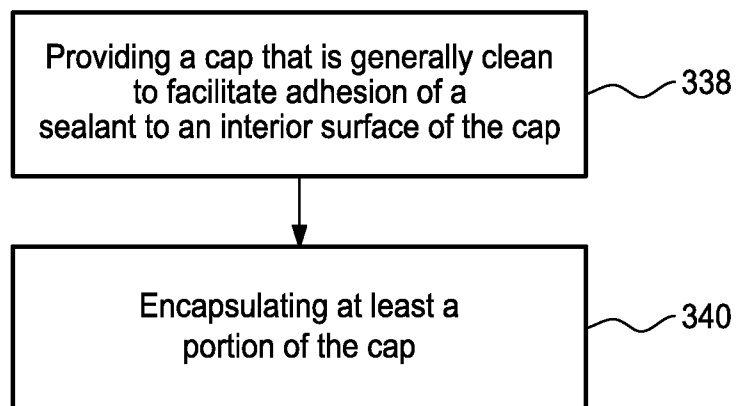 Providing a cap that is generally clean
to facilitate adhesion of a
sealant to an interior surface of the cap
338
Encapsulating at least a
portion of the cap
340